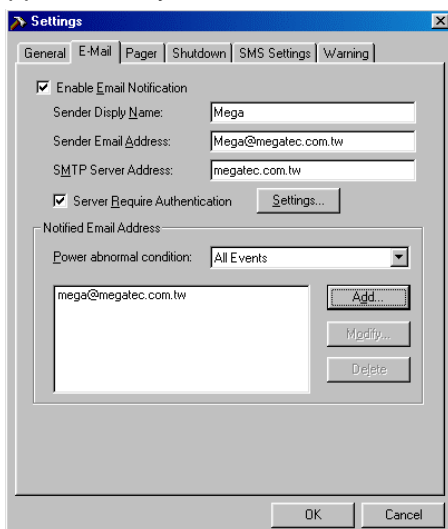 Settings
General E-Mail Pager Shutdown SMS Settings Warning
Enable Email Notification
Sender Disply Name: Mega
Sender Email Address: Mega@megatec.com.tw
SMTP Server Address: megatec.com.tw
Server Require Authentication Settings...
Notified Email Address
Power abnormal condition: All Events
mega@megatec.com.tw Add...
Modify...
Delete
OK Cancel